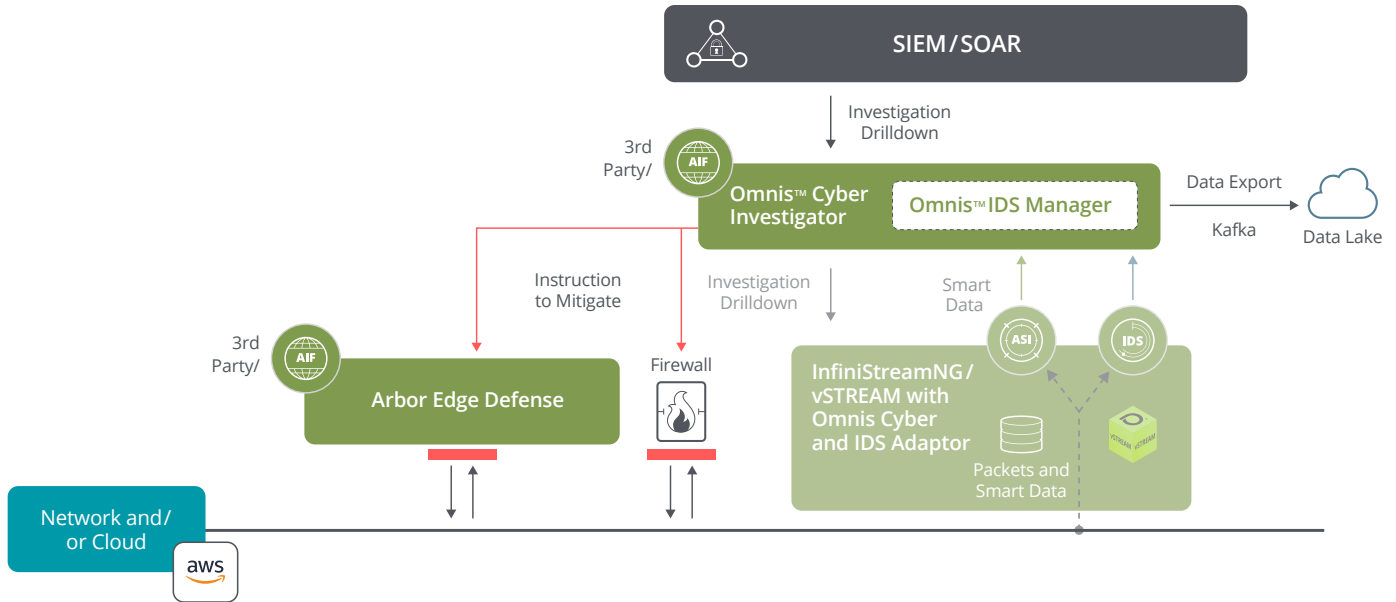 SIEM/SOAR
Investigation
Drilldown
3rd
Party/
AIF
Omnis™ Cyber
Investigator
Omnis™ IDS Manager
Data Export
Kafka
Data Lake
Instruction
to Mitigate
Investigation
Drilldown
Smart
Data
3rd
Party/
AIF
Arbor Edge Defense
Firewall
ASI
IDS
InfiniStreamNG/
vSTREAM with
Omnis Cyber
and IDS Adaptor
vSTREAM
vSTREAM
Packets and
Smart Data
Network and/
or Cloud
aws